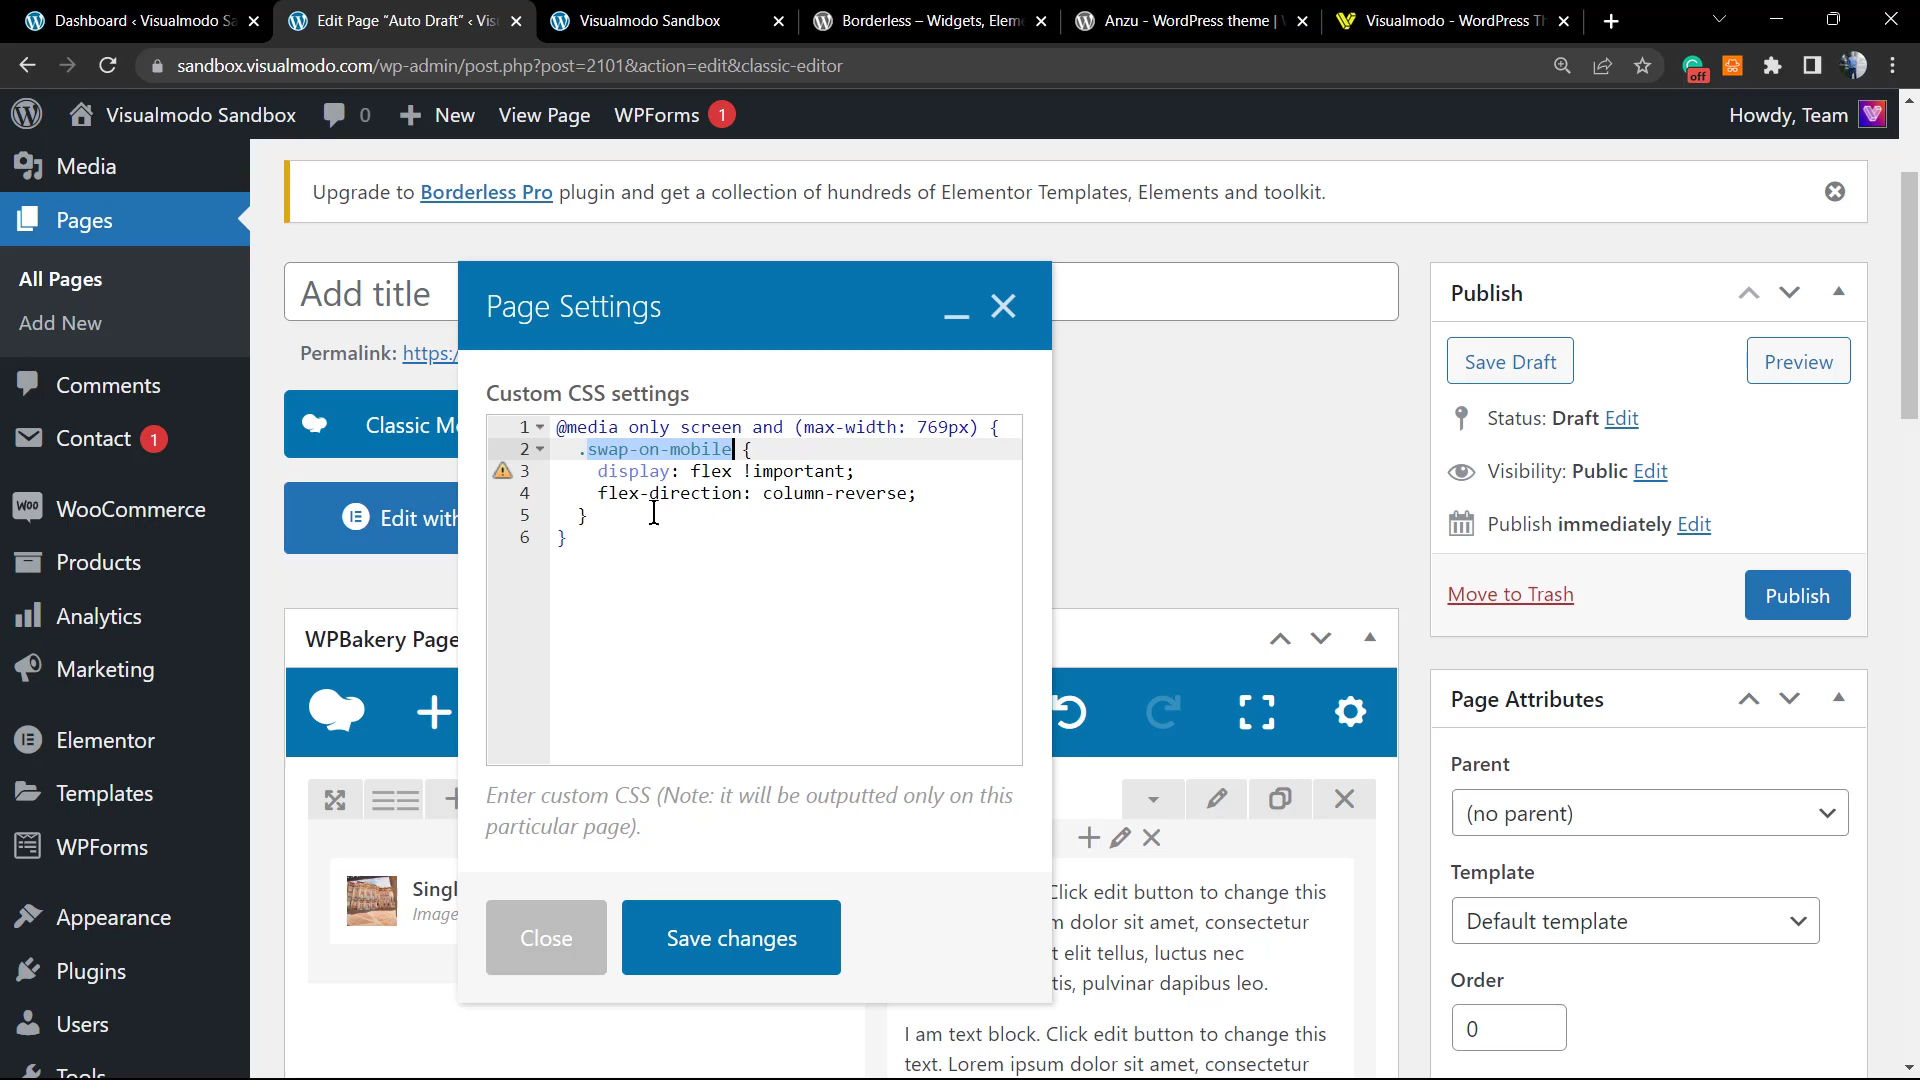 Dashboard ‹ Visualmodo Sa
Edit Page "Auto Draft" ‹ Vis
Visualmodo Sandbox
Borderless – Widgets, Elem
Anzu - WordPress theme |
Visualmodo - WordPress Th
sandbox.visualmodo.com/wp-admin/post.php?post=2101&action=edit&classic-editor
off
Visualmodo Sandbox
0
New
View Page
WPForms
1
Howdy, Team
Media
Pages
All Pages
Add New
Comments
Contact 1
WooCommerce
Products
Analytics
Marketing
Elementor
Templates
WPForms
Appearance
Plugins
Users
Tools
Upgrade to Borderless Pro plugin and get a collection of hundreds of Elementor Templates, Elements and toolkit.
Add title
Permalink: https:/
Classic M
Edit with
WPBakery Page
Singl
Image
Page Settings
Custom CSS settings
1 @media only screen and (max-width: 769px) {
2 .swap-on-mobile {
3 display: flex !important;
4 flex-direction: column-reverse;
5 }
6 }
Enter custom CSS (Note: it will be outputted only on this
particular page).
Close
Save changes
Click edit button to change this
m dolor sit amet, consectetur
t elit tellus, luctus nec
tis, pulvinar dapibus leo.
I am text block. Click edit button to change this
text. Lorem ipsum dolor sit amet, consectetur
Publish
Save Draft
Preview
Status: Draft Edit
Visibility: Public Edit
Publish immediately Edit
Move to Trash
Publish
Page Attributes
Parent
(no parent)
Template
Default template
Order
0